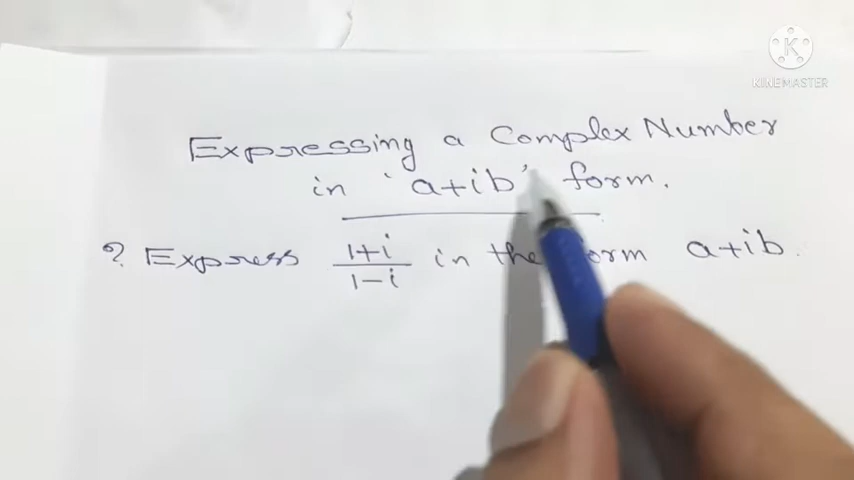 K
KINEMASTER
Expressing a Complex Number
in 'a+ib' form.
? Express (1+i)/(1-i) in the form a+ib.